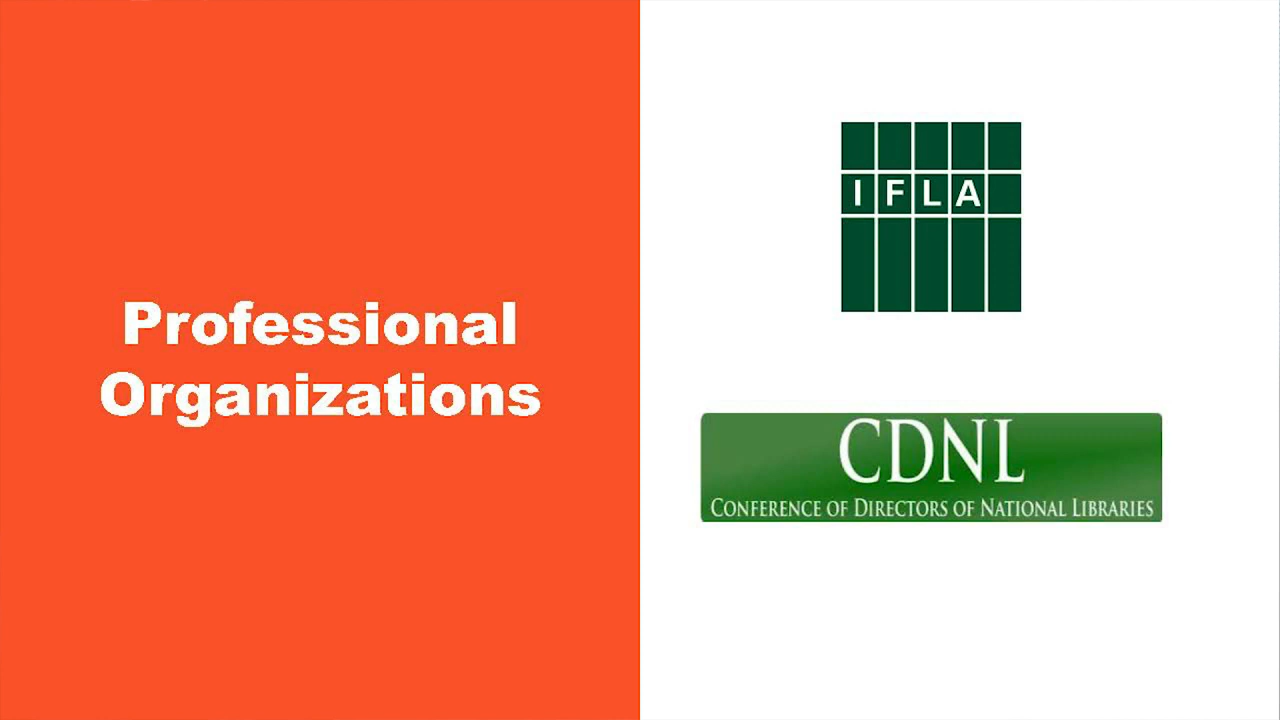 Professional
Organizations
IFLA
CDNL
CONFERENCE OF DIRECTORS OF NATIONAL LIBRARIES